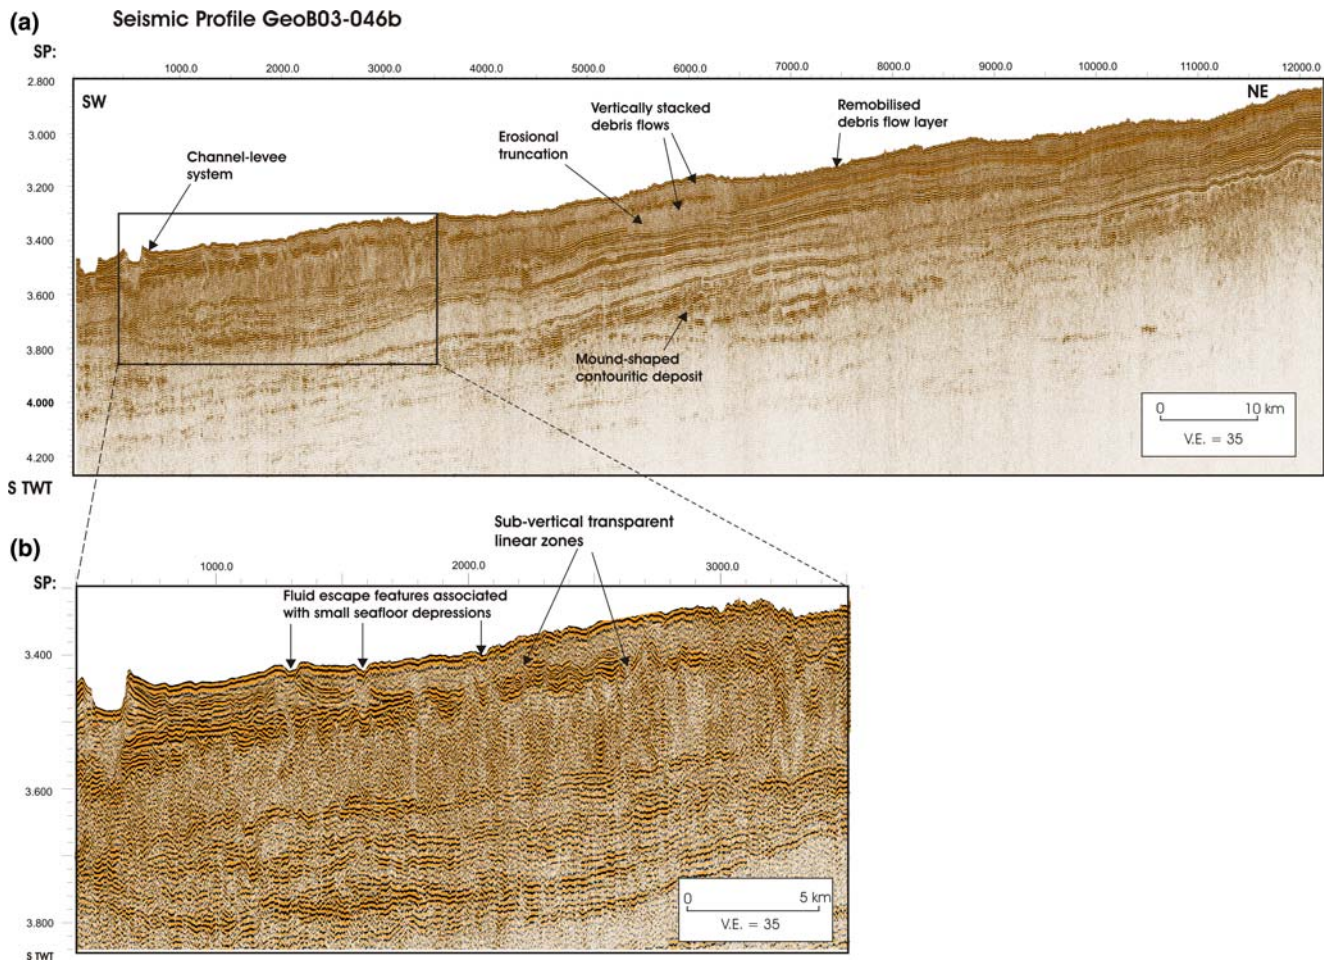 (a)
Seismic Profile GeoB03-046b
SP:
1000.0 2000.0 3000.0 5000.0 6000.0 7000.0 8000.0 9000.0 10000.0 11000.0 12000.0
2.800
SW
NE
Vertically stacked
debris flows
Remobilised
debris flow layer
3.000
Erosional
truncation
Channel-levee
system
3.200
3.400
3.600
3.800
Mound-shaped
contouritic deposit
4.000
0 10 km
V.E. = 35
4.200
S TWT
(b)
Sub-vertical transparent
linear zones
SP:
1000.0 2000.0 3000.0
Fluid escape features associated
with small seafloor depressions
3.400
3.600
3.800
0 5 km
V.E. = 35
S TWT